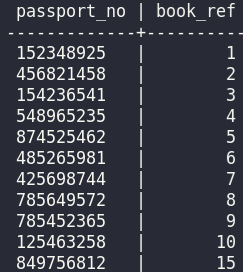 passport_no | book_ref
-------------+----------
152348925 | 1
456821458 | 2
154236541 | 3
548965235 | 4
874525462 | 5
485265981 | 6
425698744 | 7
785649572 | 8
785452365 | 9
125463258 | 10
849756812 | 15